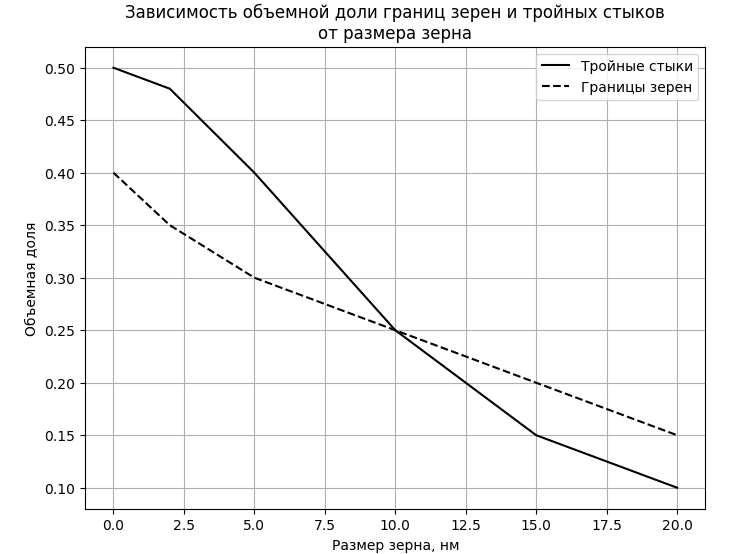 Зависимость объемной доли границ зерен и тройных стыков
от размера зерна
Тройные стыки
Границы зерен
0.50
0.45
0.40
0.35
0.30
0.25
0.20
0.15
0.10
Объемная доля
0.0 2.5 5.0 7.5 10.0 12.5 15.0 17.5 20.0
Размер зерна, нм